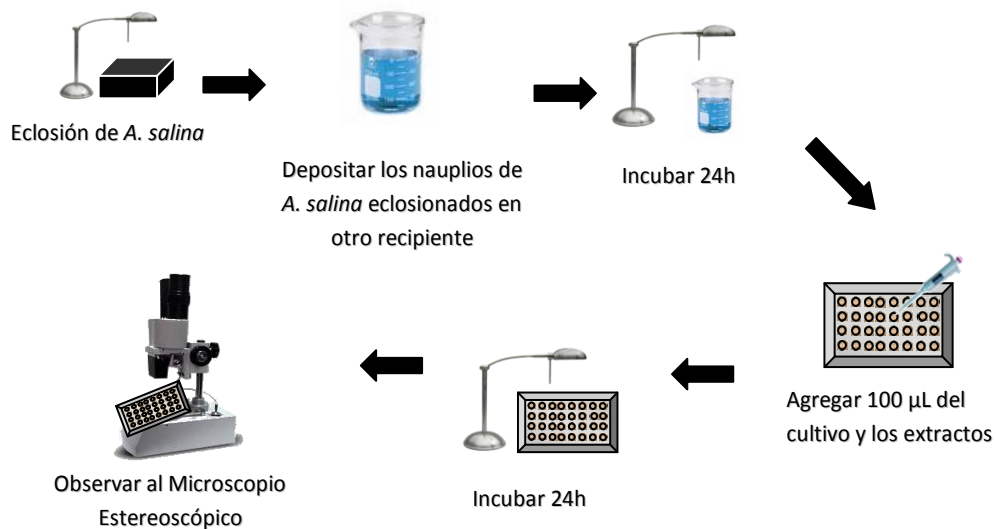 Eclosión de A. salina
Depositar los nauplios de
A. salina eclosionados en
otro recipiente
Incubar 24h
Agregar 100 µL del
cultivo y los extractos
Incubar 24h
Observar al Microscopio
Estereoscópico